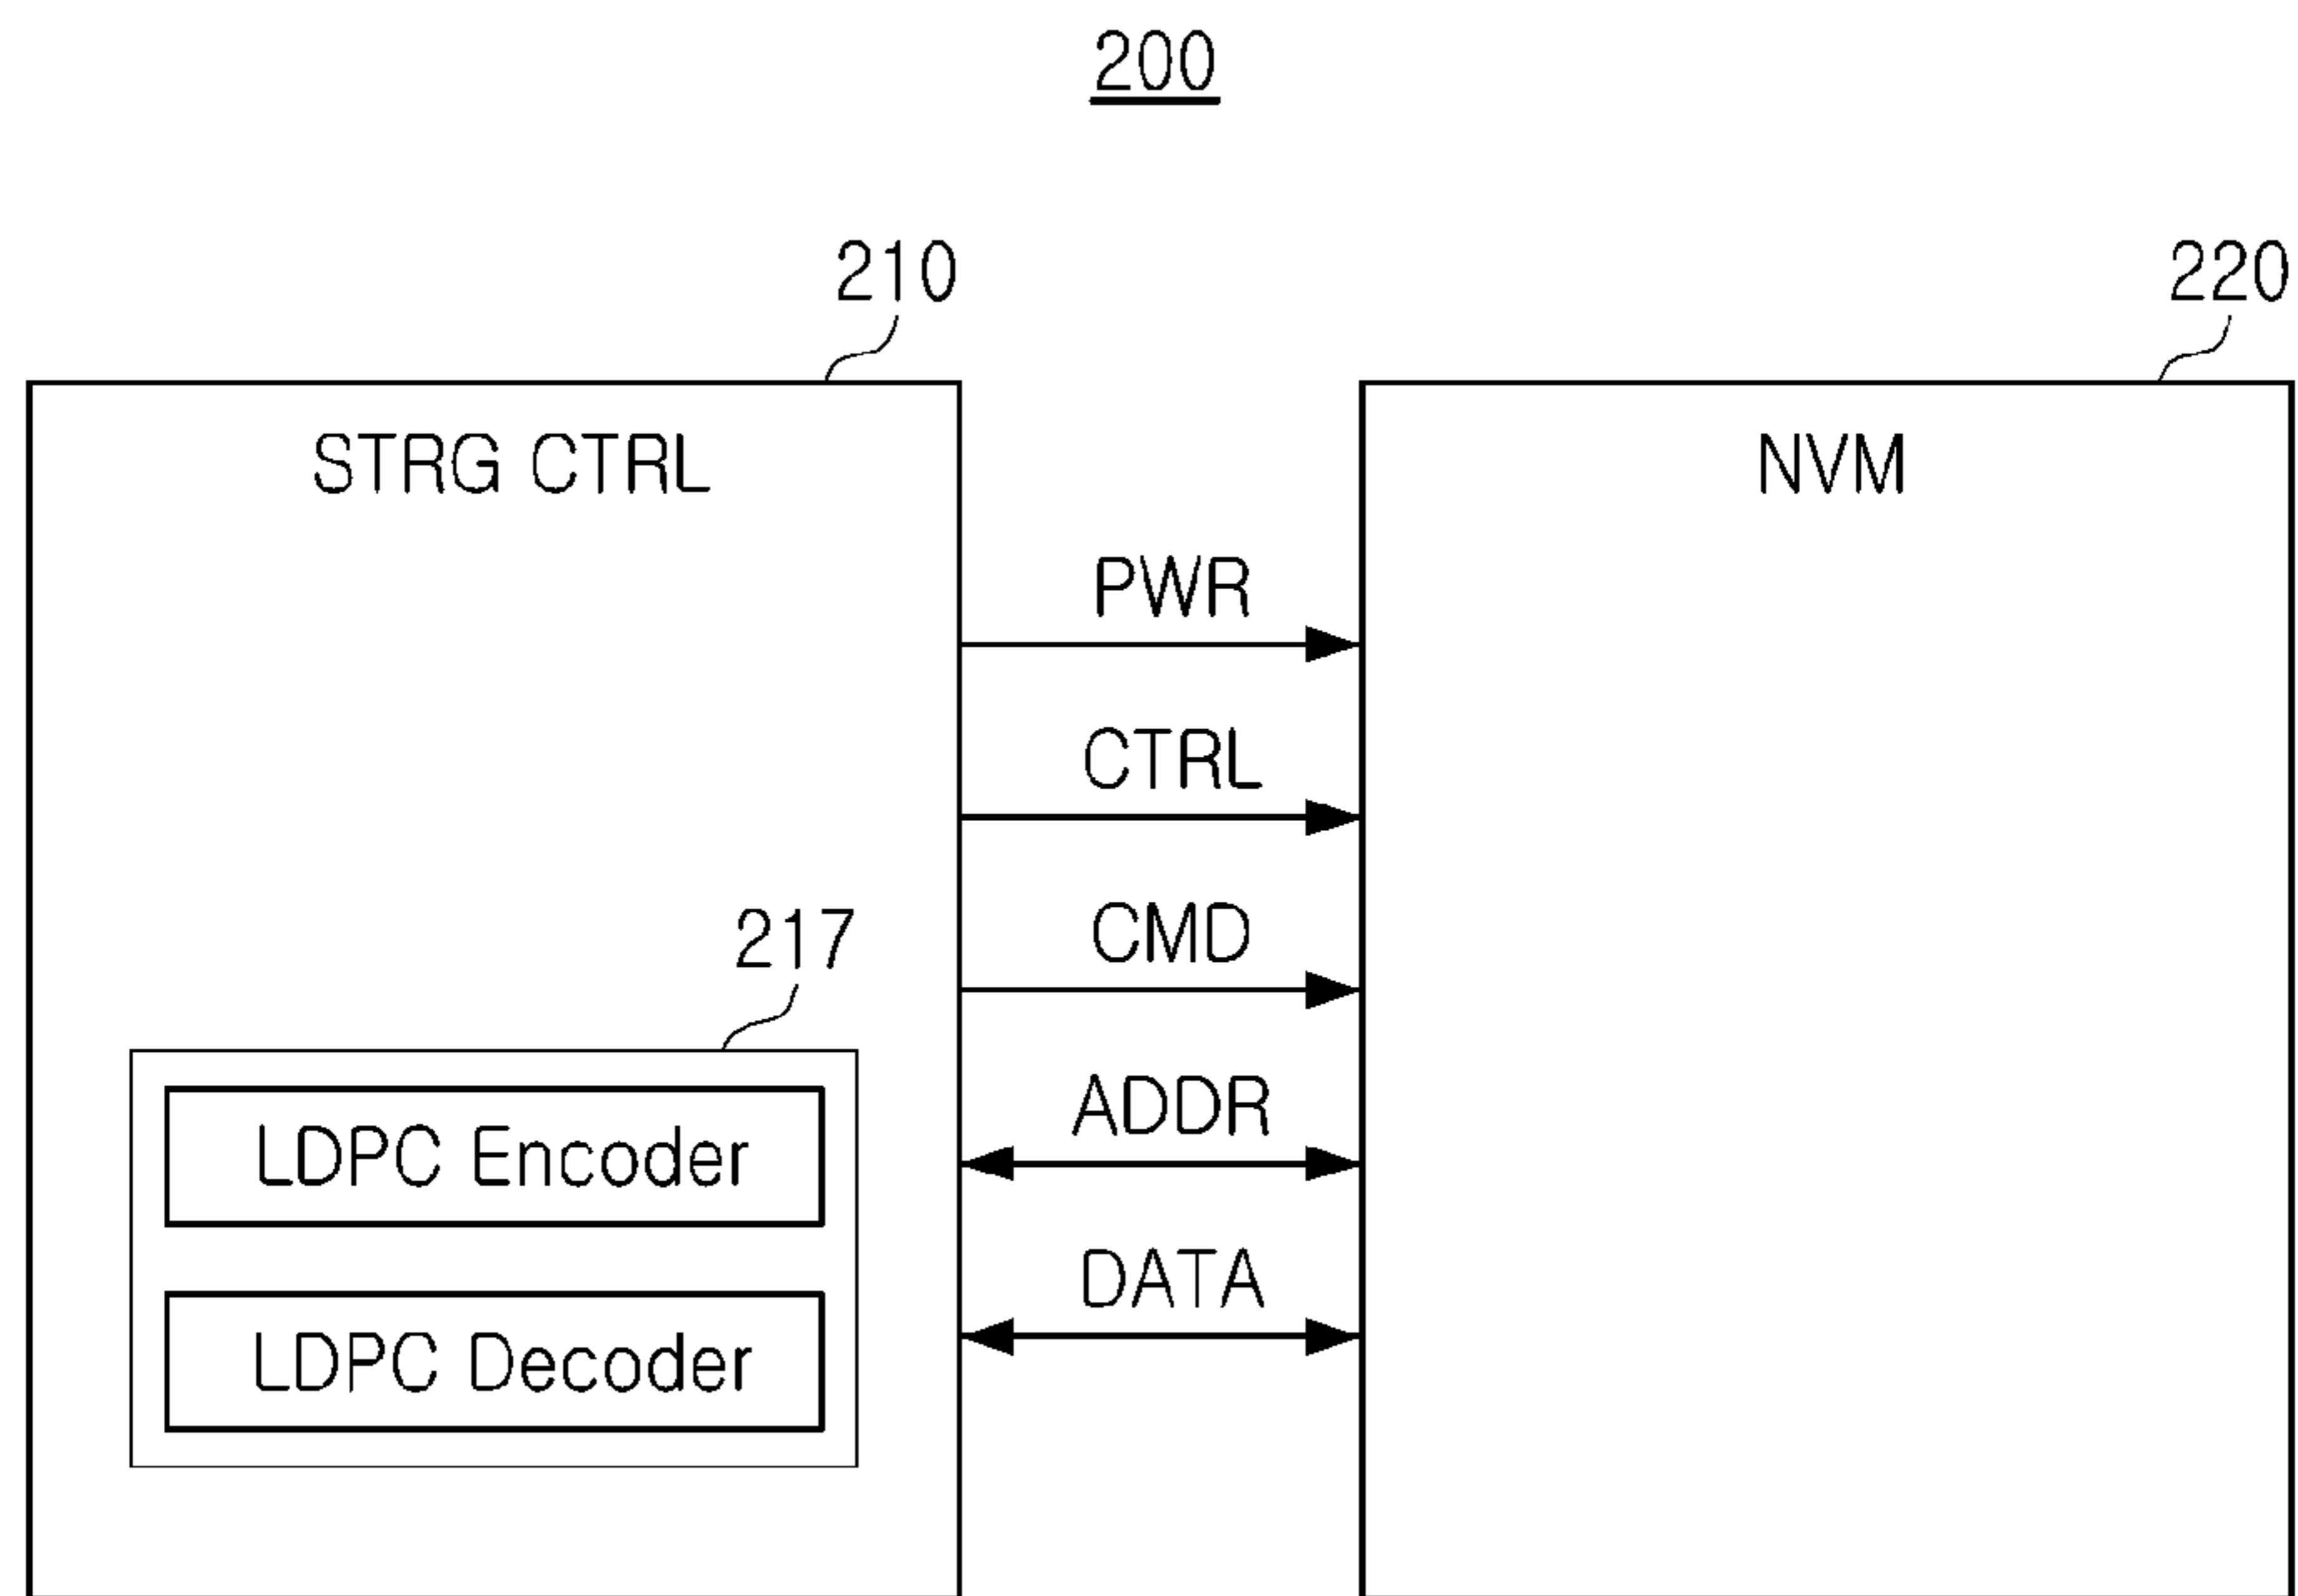 200
210
220
STRG CTRL
NVM
PWR
CTRL
CMD
217
ADDR
LDPC Encoder
DATA
LDPC Decoder